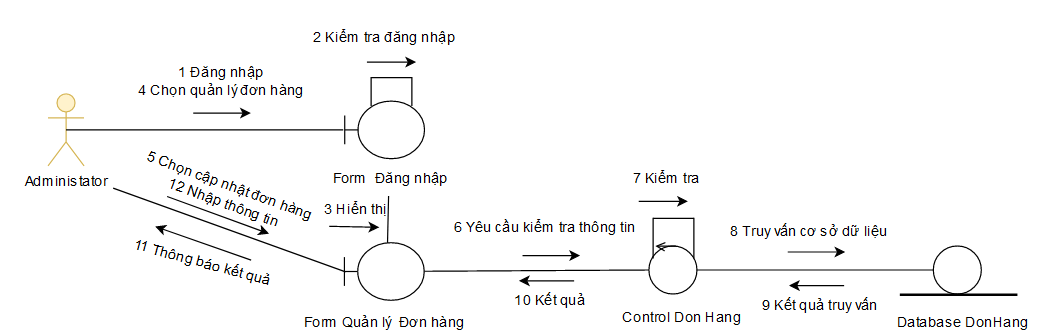 2 Kiểm tra đăng nhập
1 Đăng nhập
4 Chọn quản lý đơn hàng
Administator
Form Đăng nhập
5 Chọn cập nhật đơn hàng
12 Nhập thông tin
3 Hiển thị
11 Thông báo kết quả
7 Kiểm tra
6 Yêu cầu kiểm tra thông tin
8 Truy vấn cơ sở dữ liệu
10 Kết quả
9 Kết quả truy vấn
Form Quản lý Đơn hàng
Control Don Hang
Database DonHang